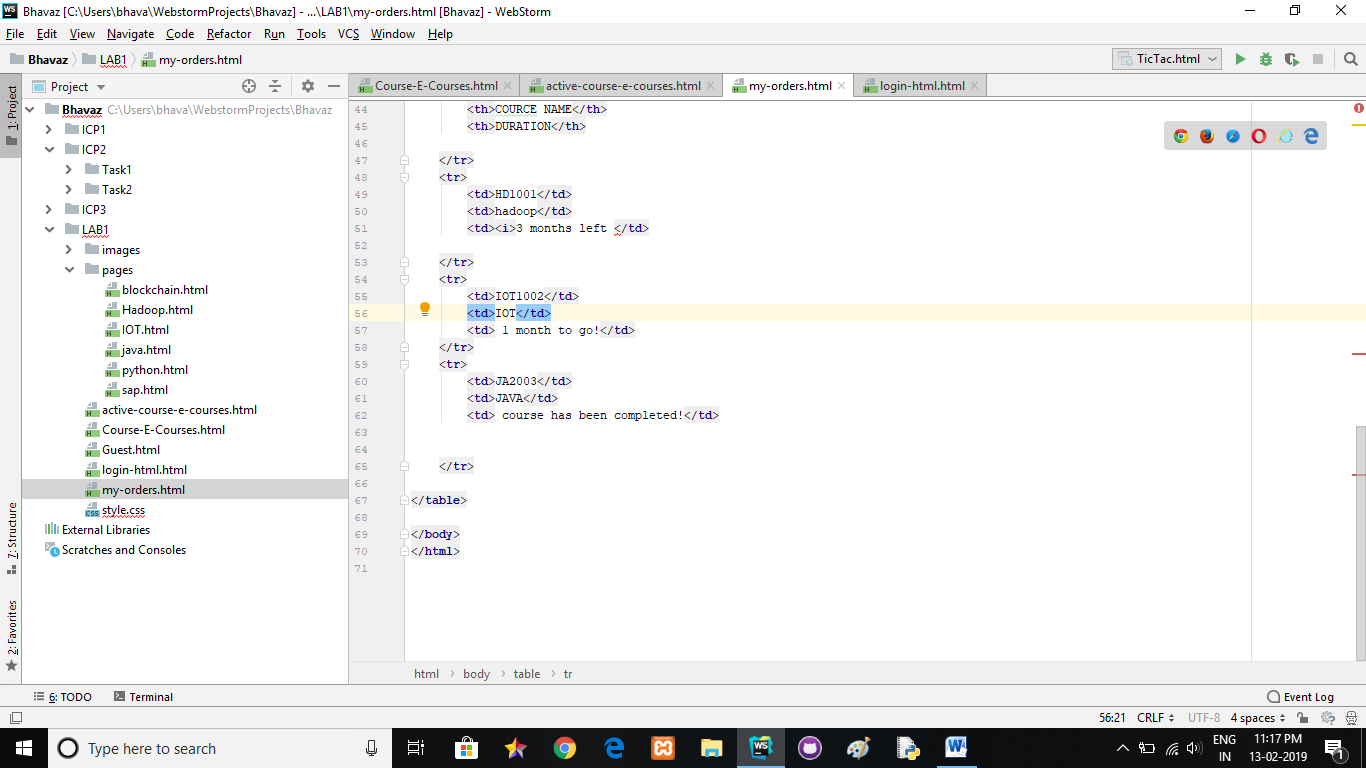 WS Bhavaz [C:\Users\bhava\WebstormProjects\Bhavaz] - ...\LAB1\my-orders.html [Bhavaz] - WebStorm
File Edit View Navigate Code Refactor Run Tools VCS Window Help
Bhavaz LAB1 my-orders.html TicTac.html
1: Project
Project
Course-E-Courses.html active-course-e-courses.html my-orders.html login-html.html
Bhavaz C:\Users\bhava\WebstormProjects\Bhavaz
ICP1
ICP2
Task1
Task2
ICP3
LAB1
images
pages
blockchain.html
Hadoop.html
IOT.html
java.html
python.html
sap.html
active-course-e-courses.html
Course-E-Courses.html
Guest.html
login-html.html
my-orders.html
style.css
External Libraries
Scratches and Consoles
7: Structure
2: Favorites
44 <th>COURCE NAME</th>
45 <th>DURATION</th>
46
47 </tr>
48 <tr>
49 <td>HD1001</td>
50 <td>hadoop</td>
51 <td><i>3 months left </td>
52
53 </tr>
54 <tr>
55 <td>IOT1002</td>
56 <td>IOT</td>
57 <td> 1 month to go!</td>
58 </tr>
59 <tr>
60 <td>JA2003</td>
61 <td>JAVA</td>
62 <td> course has been completed!</td>
63
64
65 </tr>
66
67 </table>
68
69 </body>
70 </html>
71
html body table tr
6: TODO Terminal Event Log
56:21 CRLF UTF-8 4 spaces
Type here to search
ENG
IN
11:17 PM
13-02-2019
1